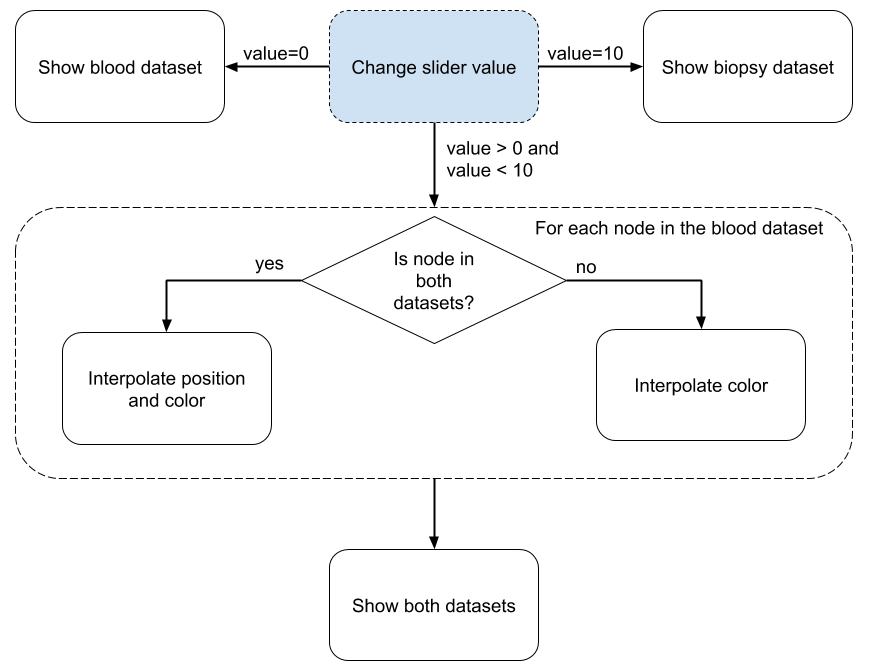 Show blood dataset
value=0
Change slider value
value=10
Show biopsy dataset
value > 0 and
value < 10
For each node in the blood dataset
Is node in
both
datasets?
yes
no
Interpolate position
and color
Interpolate color
Show both datasets